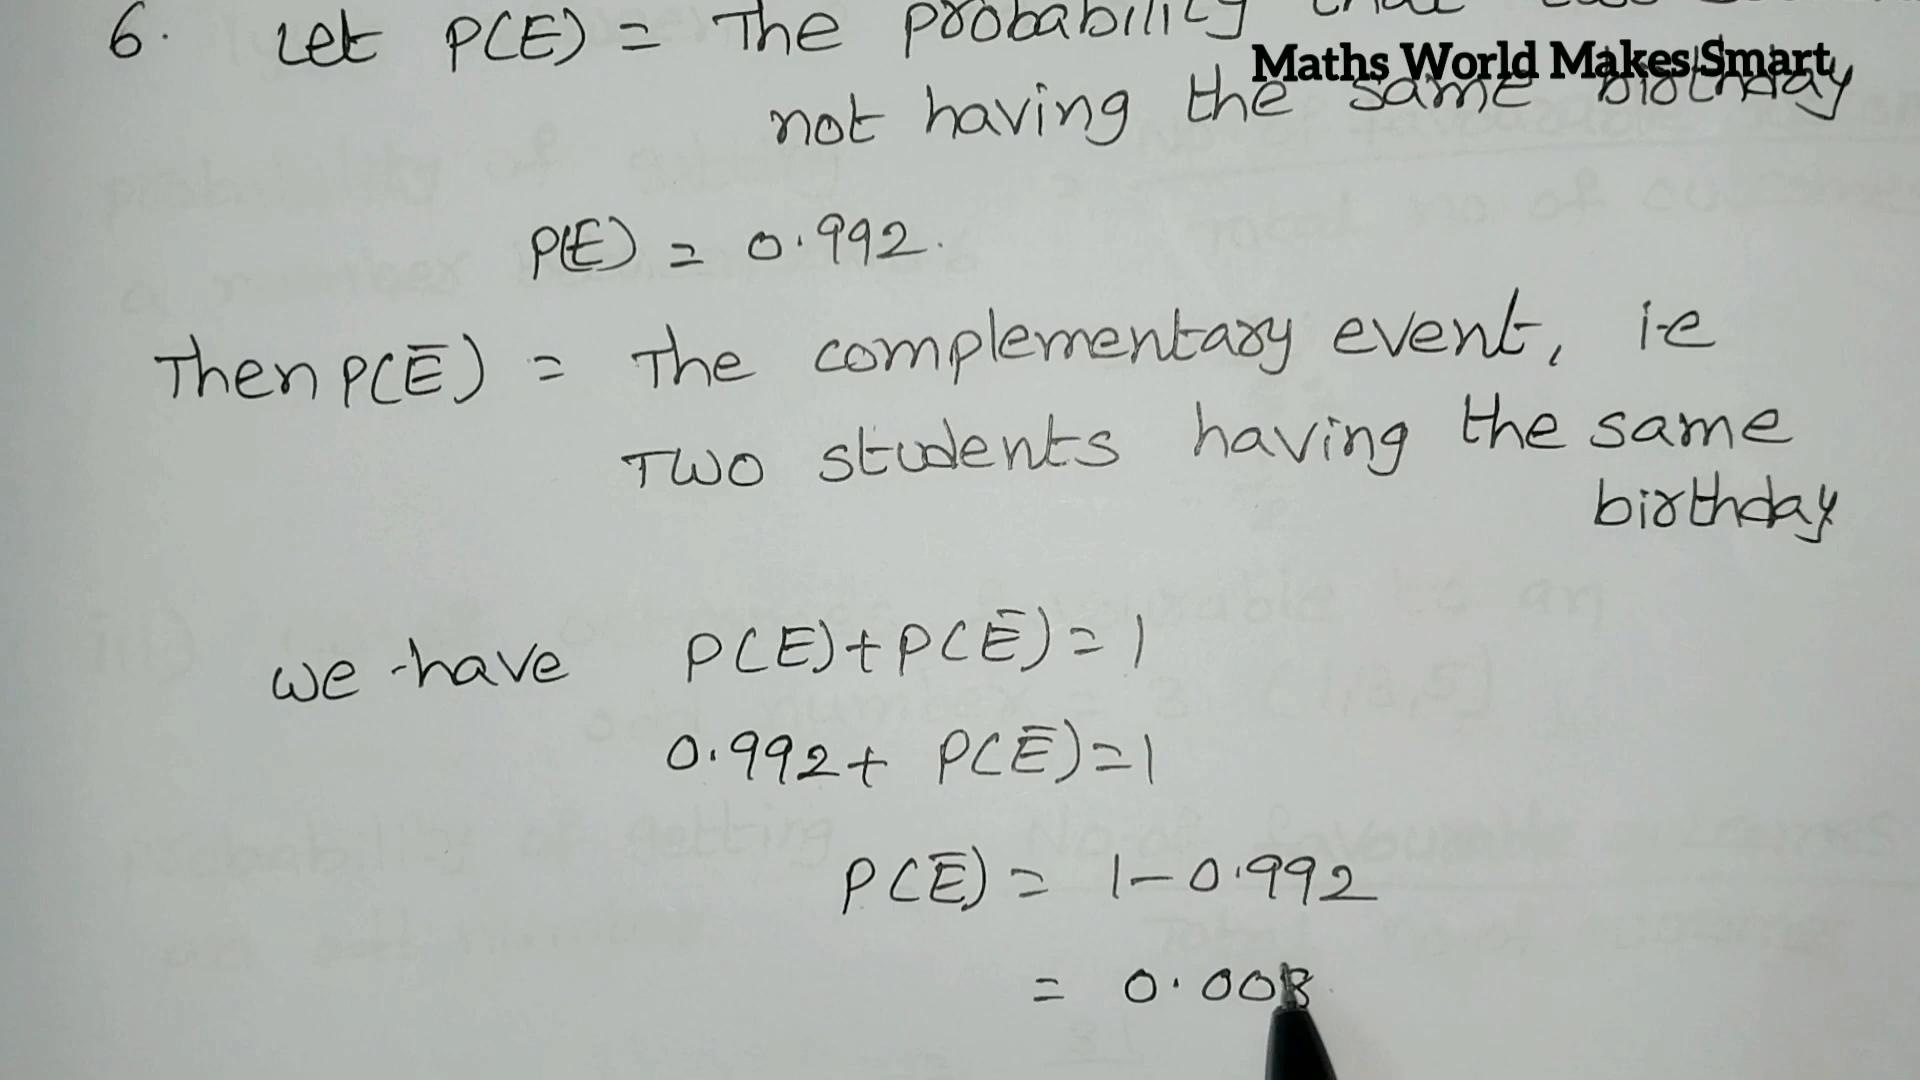 6. Let P(E) = The probability
Maths World Makes Smart
not having the same birthday
P(E) = 0.992.
Then P(Ē) = The complementary event, i.e
Two students having the same
birthday
we have P(E)+P(Ē)=1
0.992+ P(Ē)=1
P(Ē) = 1-0.992
= 0.008